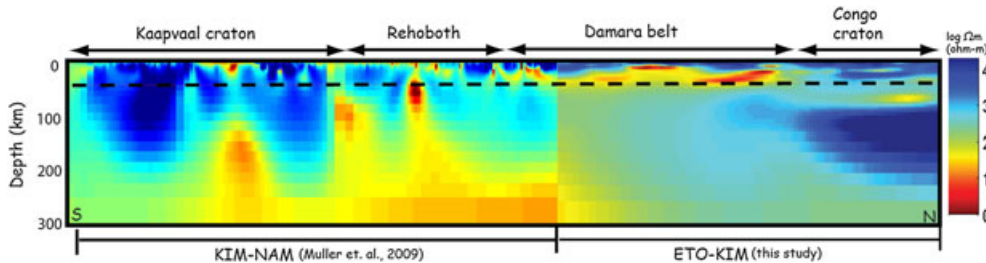 Kaapvaal craton
Rehoboth
Damara belt
Congo
craton
log Ωm
(ohm-m)
0
100
200
300
Depth (km)
S
N
4
3
2
1
0
KIM-NAM (Muller et. al., 2009)
ETO-KIM (this study)